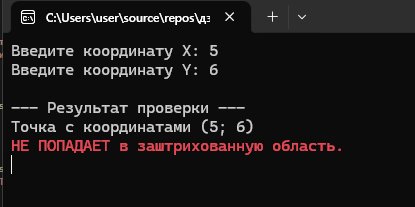 C:\Users\user\source\repos\дз
Введите координату X: 5
Введите координату Y: 6
--- Результат проверки ---
Точка с координатами (5; 6)
НЕ ПОПАДАЕТ в заштрихованную область.